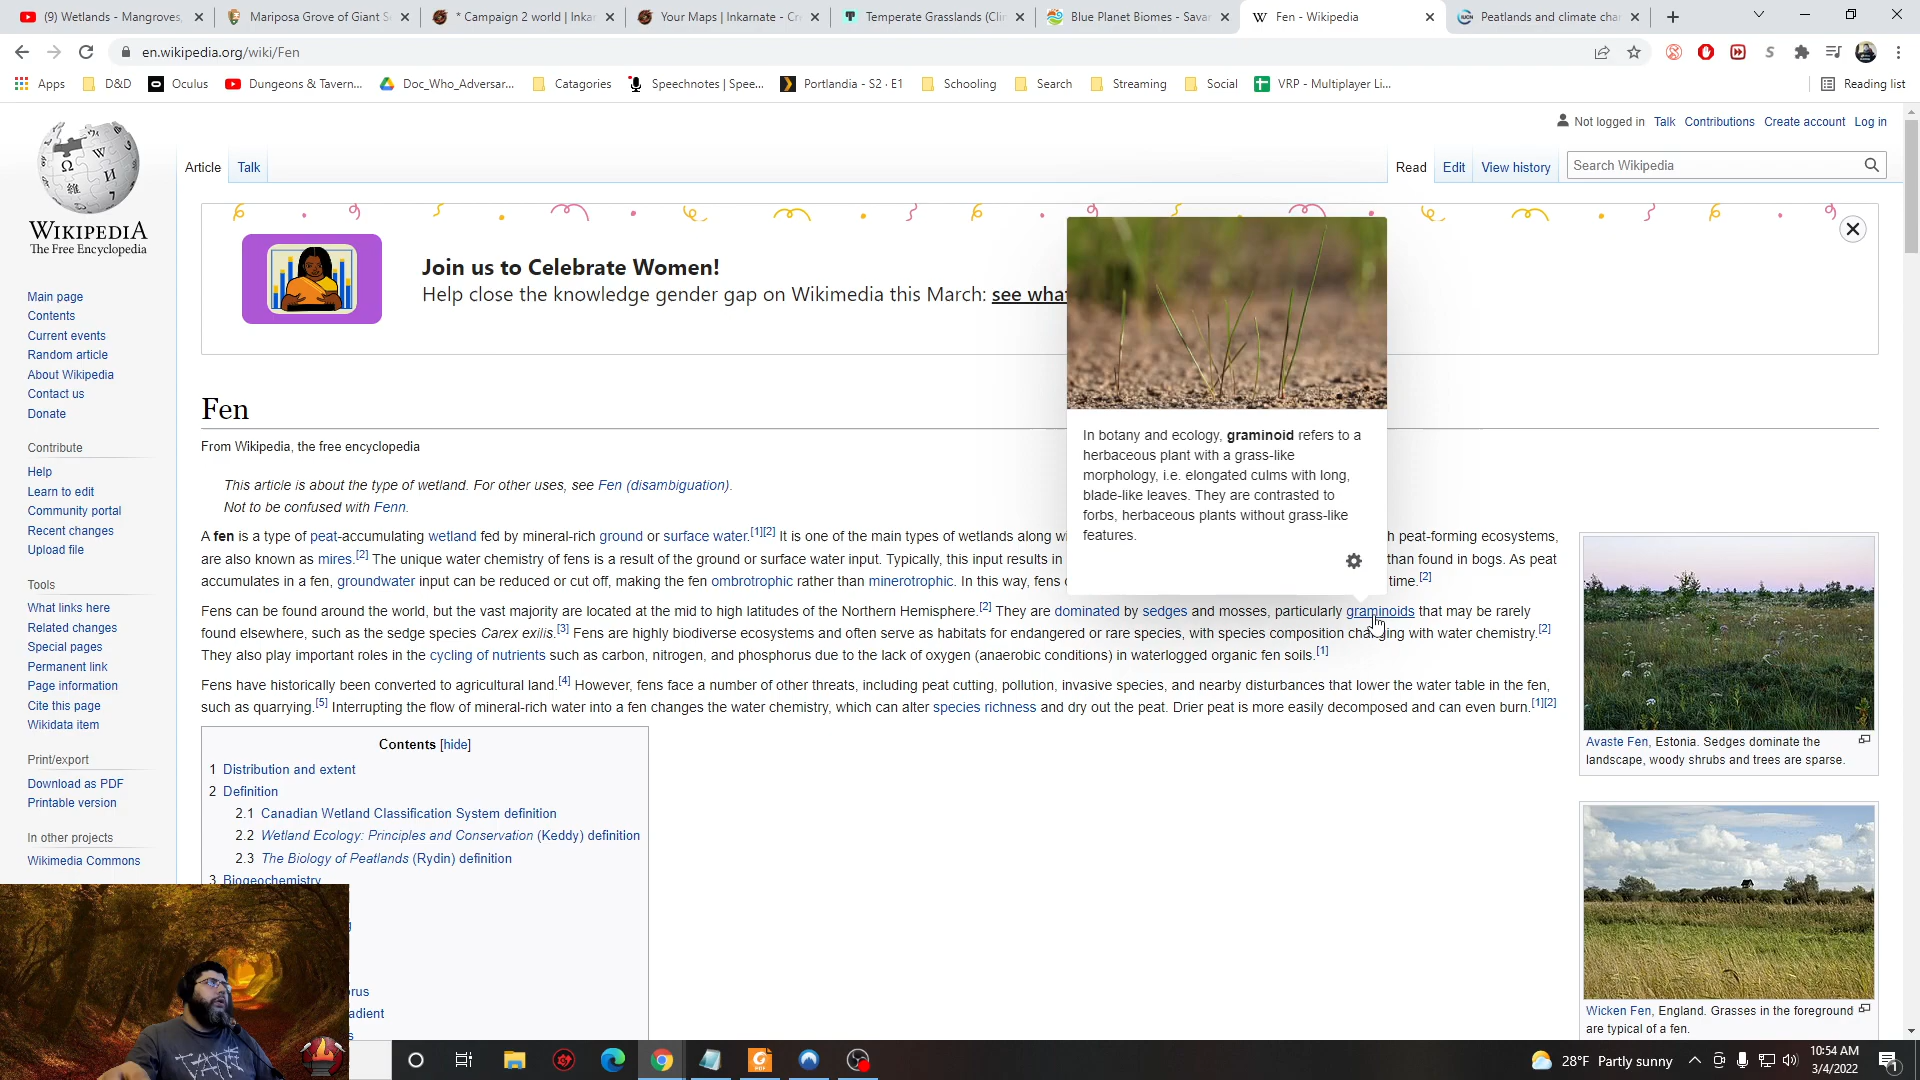 (9) Wetlands - Mangroves,
Mariposa Grove of Giant S
* Campaign 2 world | Inkar
Your Maps | Inkarnate - Cr
Temperate Grasslands (Cli
Blue Planet Biomes - Sava
Fen - Wikipedia
Peatlands and climate cha
en.wikipedia.org/wiki/Fen
Apps
D&D
Oculus
Dungeons & Tavern...
Doc_Who_Adversar...
Catagories
Speechnotes | Spee...
Portlandia - S2 · E1
Schooling
Search
Streaming
Social
VRP - Multiplayer Li...
Reading list
Not logged in Talk Contributions Create account Log in
Article Talk
Read Edit View history
Search Wikipedia
WIKIPEDIA
The Free Encyclopedia
Join us to Celebrate Women!
Help close the knowledge gender gap on Wikimedia this March: see what
Main page
Contents
Current events
Random article
About Wikipedia
Contact us
Donate
Contribute
Help
Learn to edit
Community portal
Recent changes
Upload file
Tools
What links here
Related changes
Special pages
Permanent link
Page information
Cite this page
Wikidata item
Print/export
Download as PDF
Printable version
In other projects
Wikimedia Commons
Fen
From Wikipedia, the free encyclopedia
This article is about the type of wetland. For other uses, see Fen (disambiguation).
Not to be confused with Fenn.
In botany and ecology, graminoid refers to a
herbaceous plant with a grass-like
morphology, i.e. elongated culms with long,
blade-like leaves. They are contrasted to
forbs, herbaceous plants without grass-like
features.
A fen is a type of peat-accumulating wetland fed by mineral-rich ground or surface water.[1][2] It is one of the main types of wetlands along wi h peat-forming ecosystems,
are also known as mires.[2] The unique water chemistry of fens is a result of the ground or surface water input. Typically, this input results in than found in bogs. As peat
accumulates in a fen, groundwater input can be reduced or cut off, making the fen ombrotrophic rather than minerotrophic. In this way, fens time.[2]
Fens can be found around the world, but the vast majority are located at the mid to high latitudes of the Northern Hemisphere.[2] They are dominated by sedges and mosses, particularly graminoids that may be rarely
found elsewhere, such as the sedge species Carex exilis.[3] Fens are highly biodiverse ecosystems and often serve as habitats for endangered or rare species, with species composition changing with water chemistry.[2]
They also play important roles in the cycling of nutrients such as carbon, nitrogen, and phosphorus due to the lack of oxygen (anaerobic conditions) in waterlogged organic fen soils.[1]
Fens have historically been converted to agricultural land.[4] However, fens face a number of other threats, including peat cutting, pollution, invasive species, and nearby disturbances that lower the water table in the fen,
such as quarrying.[5] Interrupting the flow of mineral-rich water into a fen changes the water chemistry, which can alter species richness and dry out the peat. Drier peat is more easily decomposed and can even burn.[1][2]
Contents [hide]
1 Distribution and extent
2 Definition
2.1 Canadian Wetland Classification System definition
2.2 Wetland Ecology: Principles and Conservation (Keddy) definition
2.3 The Biology of Peatlands (Rydin) definition
3 Biogeochemistry
g
orus
adient
s
Avaste Fen, Estonia. Sedges dominate the
landscape, woody shrubs and trees are sparse.
Wicken Fen, England. Grasses in the foreground
are typical of a fen.
28°F Partly sunny
10:54 AM
3/4/2022
1